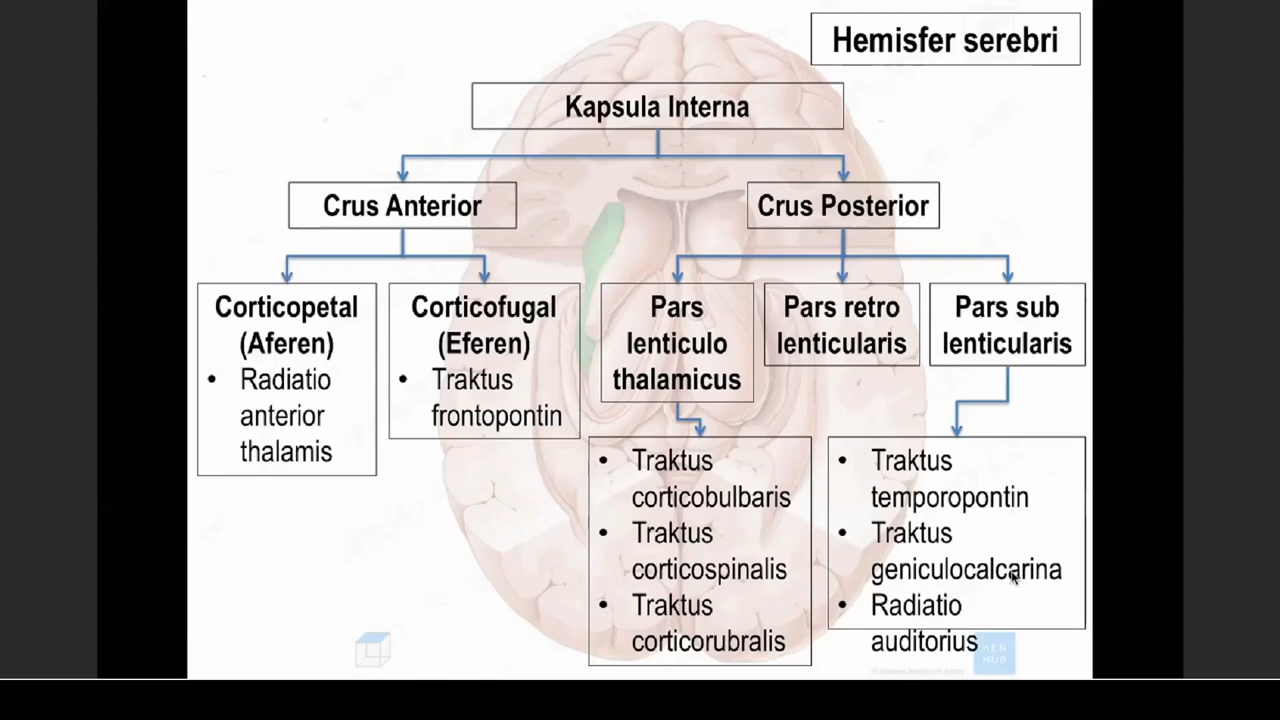 Hemisfer serebri
Kapsula Interna
Crus Anterior
Crus Posterior
Corticopetal
(Aferen)
• Radiatio
anterior
thalamis
Corticofugal
(Eferen)
• Traktus
frontopontin
Pars
lenticulo
thalamicus
Pars retro
lenticularis
Pars sub
lenticularis
• Traktus
corticobulbaris
• Traktus
corticospinalis
• Traktus
corticorubralis
• Traktus
temporopontin
• Traktus
geniculocalcarina
• Radiatio
auditorius
KEN
HUB